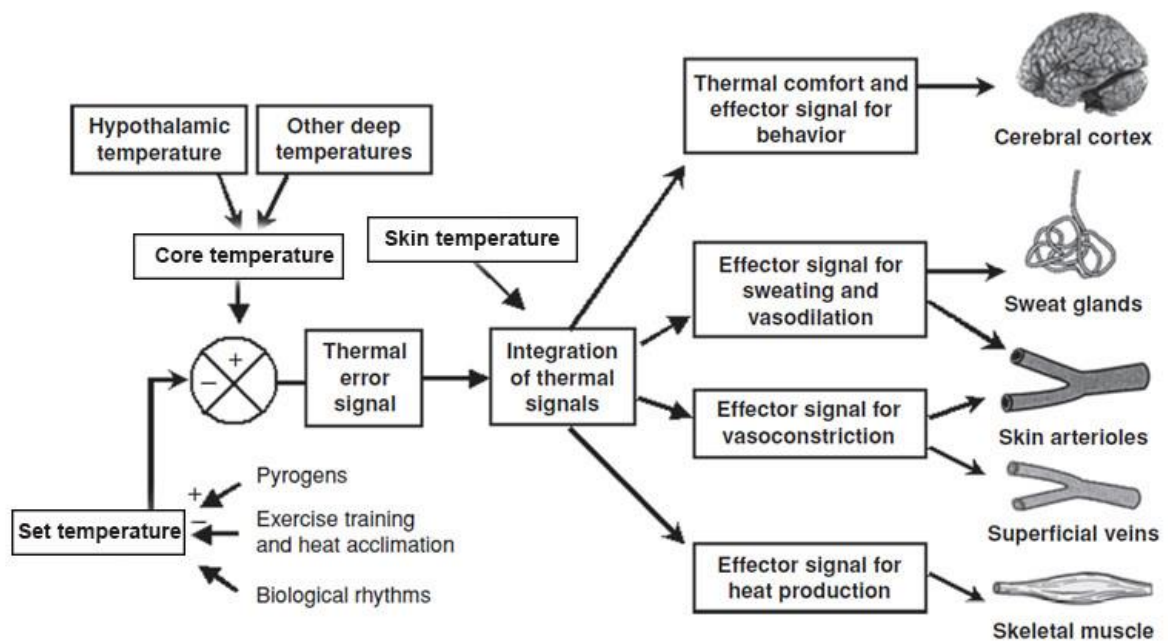 Hypothalamic
temperature
Other deep
temperatures
Core temperature
Skin temperature
+
−
Thermal
error
signal
Integration
of thermal
signals
Set temperature
+
−
Pyrogens
Exercise training
and heat acclimation
Biological rhythms
Thermal comfort and
effector signal for
behavior
Cerebral cortex
Effector signal for
sweating and
vasodilation
Sweat glands
Effector signal for
vasoconstriction
Skin arterioles
Superficial veins
Effector signal for
heat production
Skeletal muscle